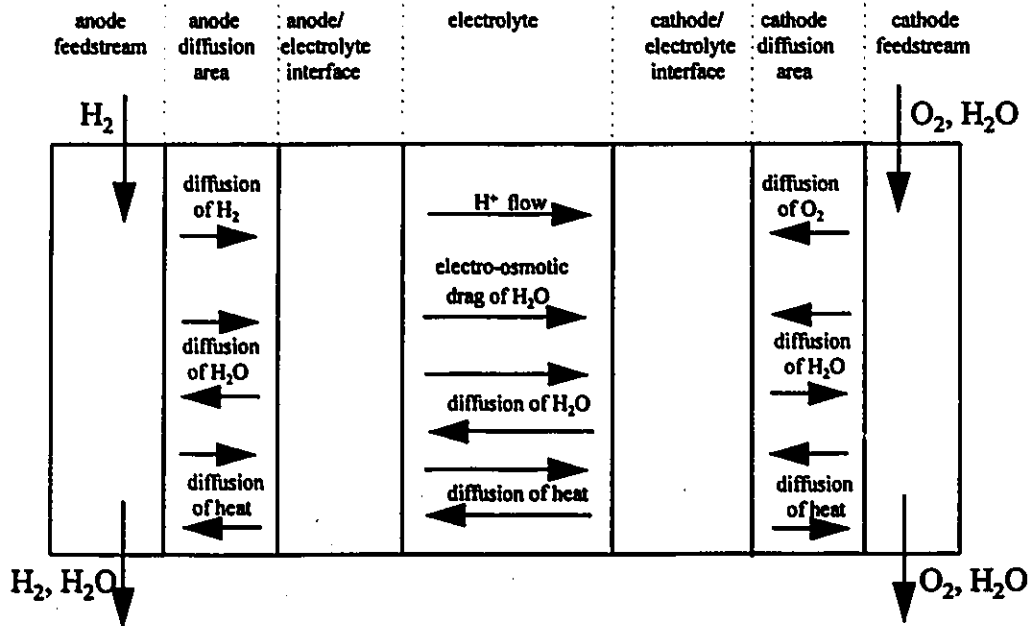 anode
feedstream
anode
diffusion
area
anode/
electrolyte
interface
electrolyte
cathode/
electrolyte
interface
cathode
diffusion
area
cathode
feedstream
H₂
O₂, H₂O
diffusion
of H₂
H⁺ flow
diffusion
of O₂
electro-osmotic
drag of H₂O
diffusion
of H₂O
diffusion of H₂O
diffusion
of H₂O
diffusion
of heat
diffusion of heat
diffusion
of heat
H₂, H₂O
O₂, H₂O